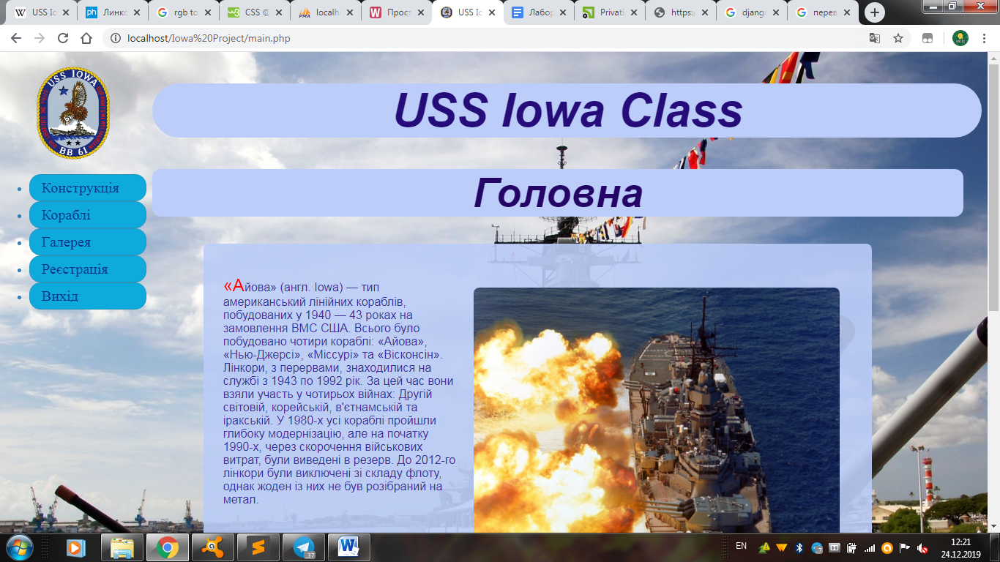 USS Ic
Линко
rgb to
CSS @
localh
Прост
USS Io
Лабор
Privatl
https:/
djang
перев
localhost/Iowa%20Project/main.php
USS IOWA
BB 61
USS Iowa Class
Головна
Конструкція
Кораблі
Галерея
Реєстрація
Вихід
«Айова» (англ. Iowa) — тип
американський лінійних кораблів,
побудованих у 1940 — 43 роках на
замовлення ВМС США. Всього було
побудовано чотири кораблі: «Айова»,
«Нью-Джерсі», «Міссурі» та «Вісконсін».
Лінкори, з перервами, знаходилися на
службі з 1943 по 1992 рік. За цей час вони
взяли участь у чотирьох війнах: Другій
світовій, корейській, в'єтнамській та
іракській. У 1980-х усі кораблі пройшли
глибоку модернізацію, але на початку
1990-х, через скорочення військових
витрат, були виведені в резерв. До 2012-го
лінкори були виключені зі складу флоту,
однак жоден із них не був розібраний на
метал.
37
EN
12:21
24.12.2019